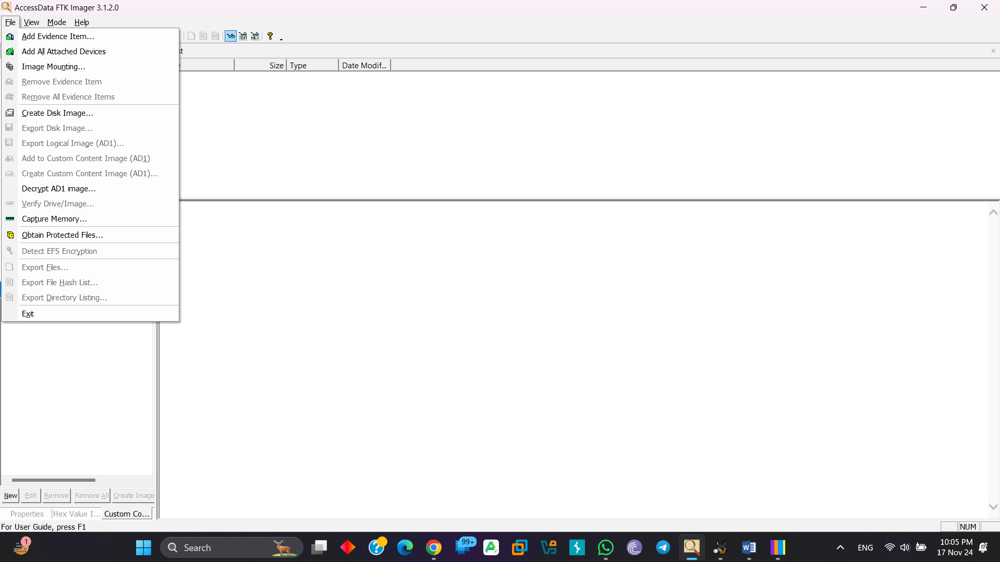 AccessData FTK Imager 3.1.2.0
File View Mode Help
Add Evidence Item...
Add All Attached Devices
Image Mounting...
Remove Evidence Item
Remove All Evidence Items
Create Disk Image...
Export Disk Image...
Export Logical Image (AD1)...
Add to Custom Content Image (AD1)
Create Custom Content Image (AD1)...
Decrypt AD1 image...
Verify Drive/Image...
Capture Memory...
Obtain Protected Files...
Detect EFS Encryption
Export Files...
Export File Hash List...
Export Directory Listing...
Exit
TEXT HEX
st
e Size Type Date Modif...
New Edit Remove Remove All Create Image
Properties Hex Value I... Custom Co...
For User Guide, press F1
NUM
1
Search
99+
ENG
10:05 PM
17 Nov 24